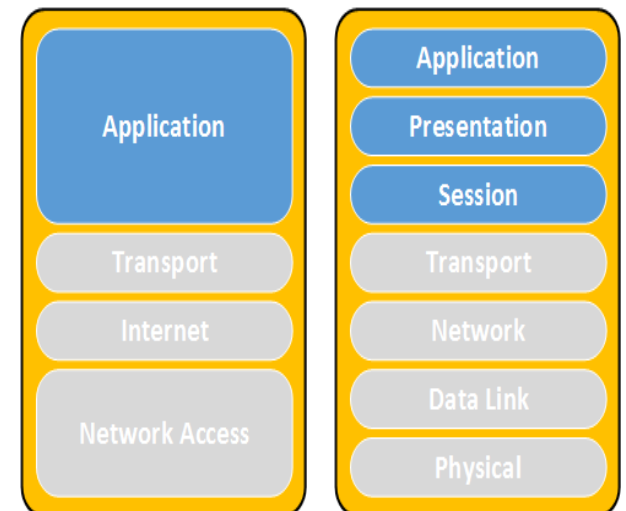 Application
Transport
Internet
Network Access
Application
Presentation
Session
Transport
Network
Data Link
Physical